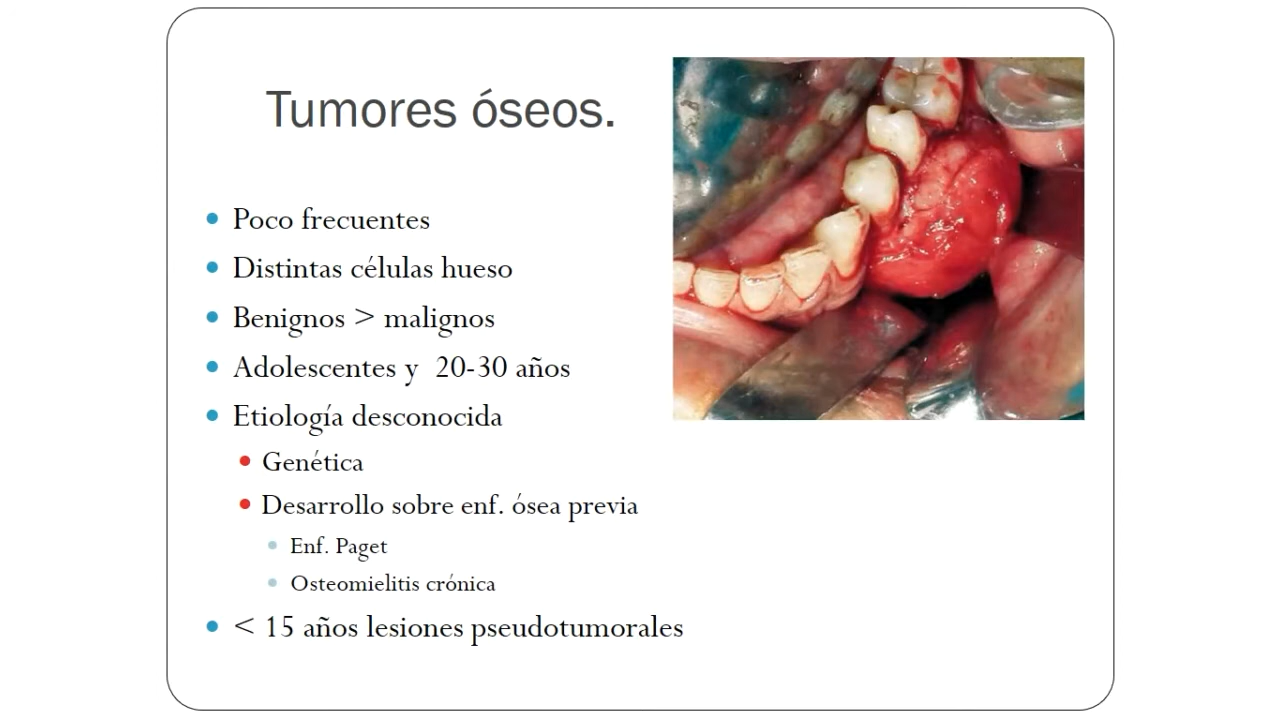 Tumores óseos.
Poco frecuentes
Distintas células hueso
Benignos > malignos
Adolescentes y 20-30 años
Etiología desconocida
Genética
Desarrollo sobre enf. ósea previa
Enf. Paget
Osteomielitis crónica
< 15 años lesiones pseudotumorales